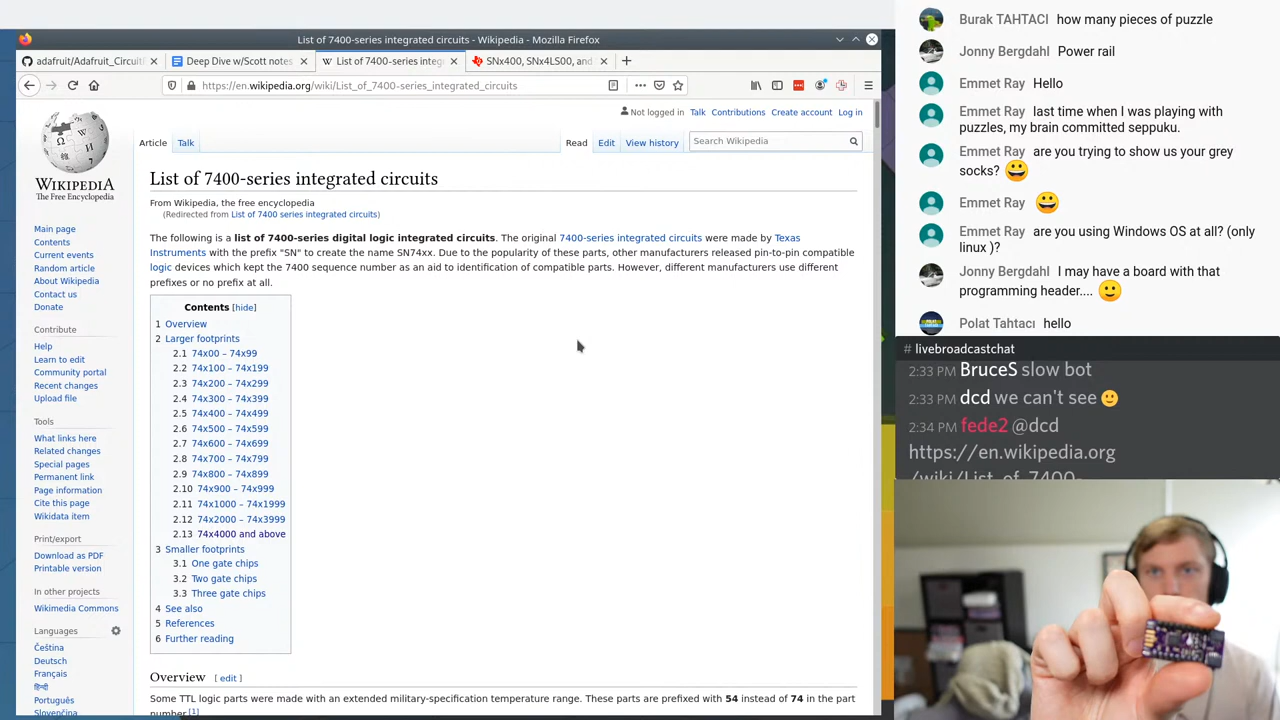 List of 7400-series integrated circuits - Wikipedia - Mozilla Firefox
adafruit/Adafruit_Circuit
Deep Dive w/Scott notes
List of 7400-series integ
SNx400, SNx4LS00, and
https://en.wikipedia.org/wiki/List_of_7400-series_integrated_circuits
Not logged in Talk Contributions Create account Log in
Article Talk Read Edit View history Search Wikipedia
WIKIPEDIA
The Free Encyclopedia
Main page
Contents
Current events
Random article
About Wikipedia
Contact us
Donate
Contribute
Help
Learn to edit
Community portal
Recent changes
Upload file
Tools
What links here
Related changes
Special pages
Permanent link
Page information
Cite this page
Wikidata item
Print/export
Download as PDF
Printable version
In other projects
Wikimedia Commons
Languages
Čeština
Deutsch
Français
हिन्दी
Português
Slovenčina
List of 7400-series integrated circuits
From Wikipedia, the free encyclopedia
(Redirected from List of 7400 series integrated circuits)
The following is a list of 7400-series digital logic integrated circuits. The original 7400-series integrated circuits were made by Texas
Instruments with the prefix "SN" to create the name SN74xx. Due to the popularity of these parts, other manufacturers released pin-to-pin compatible
logic devices which kept the 7400 sequence number as an aid to identification of compatible parts. However, different manufacturers use different
prefixes or no prefix at all.
Contents [hide]
1 Overview
2 Larger footprints
2.1 74x00 – 74x99
2.2 74x100 – 74x199
2.3 74x200 – 74x299
2.4 74x300 – 74x399
2.5 74x400 – 74x499
2.6 74x500 – 74x599
2.7 74x600 – 74x699
2.8 74x700 – 74x799
2.9 74x800 – 74x899
2.10 74x900 – 74x999
2.11 74x1000 – 74x1999
2.12 74x2000 – 74x3999
2.13 74x4000 and above
3 Smaller footprints
3.1 One gate chips
3.2 Two gate chips
3.3 Three gate chips
4 See also
5 References
6 Further reading
Overview [ edit ]
Some TTL logic parts were made with an extended military-specification temperature range. These parts are prefixed with 54 instead of 74 in the part
number.[1]
Burak TAHTACI how many pieces of puzzle
Jonny Bergdahl Power rail
Emmet Ray Hello
Emmet Ray last time when I was playing with
puzzles, my brain committed seppuku.
Emmet Ray are you trying to show us your grey
socks? 😀
Emmet Ray 😀
Emmet Ray are you using Windows OS at all? (only
linux )?
Jonny Bergdahl I may have a board with that
programming header.... 🙂
Polat Tahtacı hello
# livebroadcastchat
2:33 PM BruceS slow bot
2:33 PM dcd we can't see 🙂
2:34 PM fede2 @dcd
https://en.wikipedia.org
/wiki/List_of_7400-